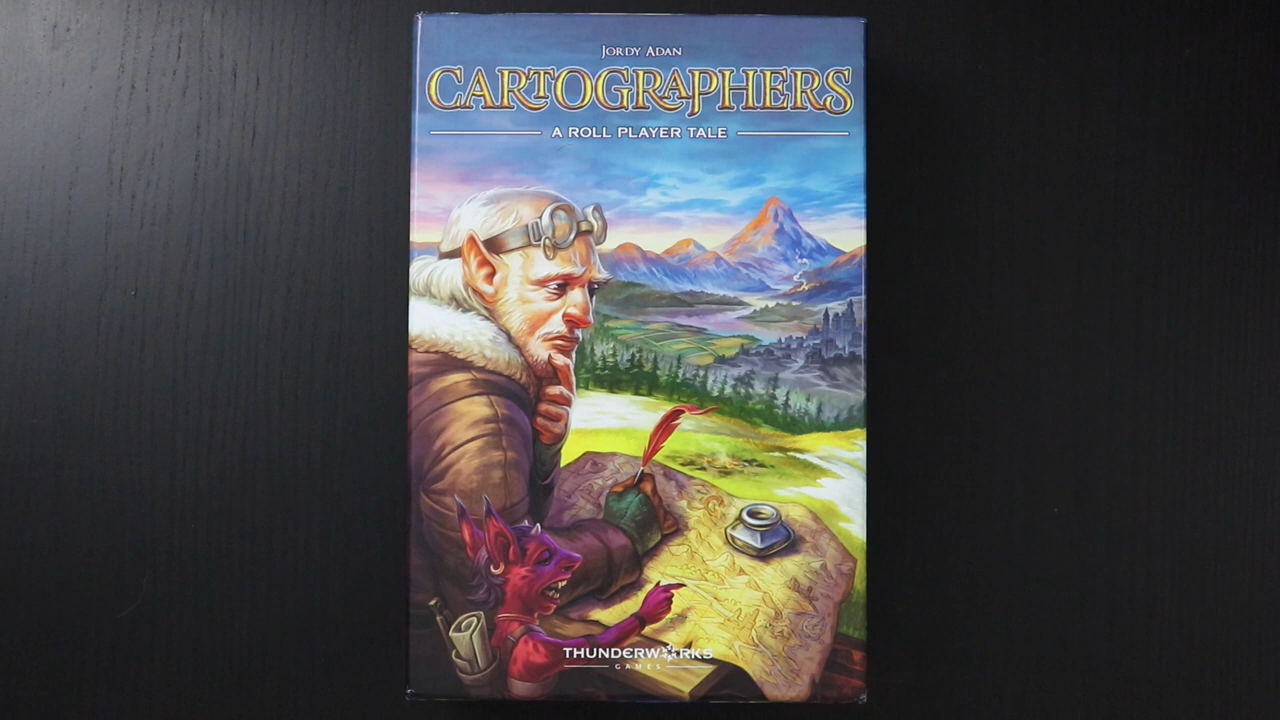 JORDY ADAN
CARTOGRAPHERS
A ROLL PLAYER TALE
THUNDERWORKS
GAMES